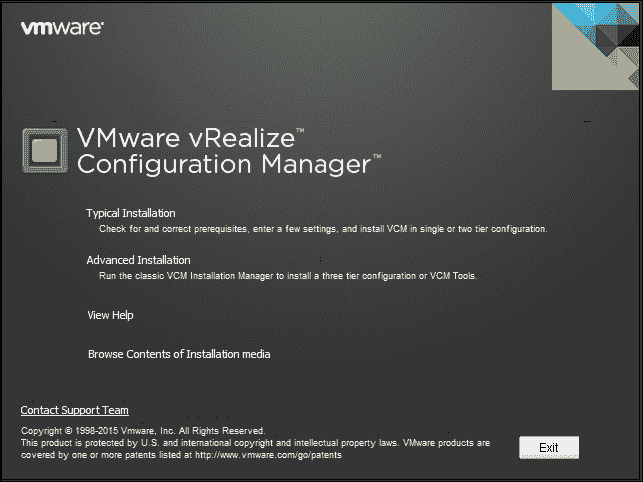 vmware®
VMware vRealize™
Configuration Manager™
Typical Installation
Check for and correct prerequisites, enter a few settings, and install VCM in single or two tier configuration.
Advanced Installation
Run the classic VCM Installation Manager to install a three tier configuration or VCM Tools.
View Help
Browse Contents of Installation media
Contact Support Team
Copyright © 1998-2015 Vmware, Inc. All Rights Reserved.
This product is protected by U.S. and international copyright and intellectual property laws. VMware products are
covered by one or more patents listed at http://www.vmware.com/go/patents
Exit